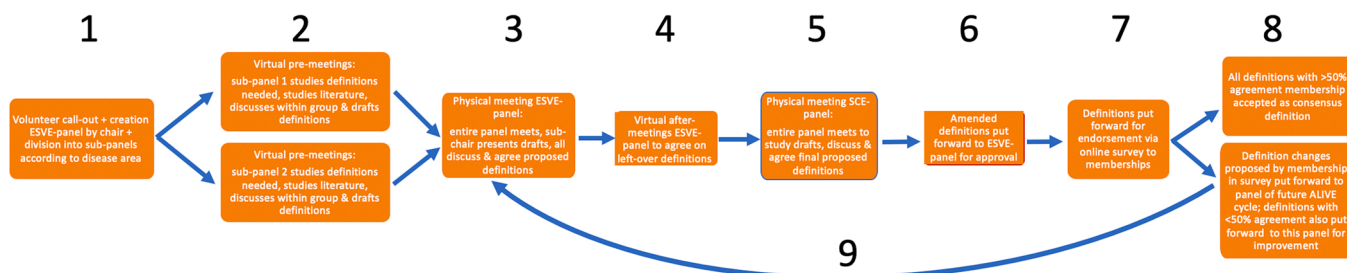 1
2
3
4
5
6
7
8
Volunteer call-out + creation
ESVE-panel by chair +
division into sub-panels
according to disease area
Virtual pre-meetings:
sub-panel 1 studies definitions
needed, studies literature,
discusses within group & drafts
definitions
Virtual pre-meetings:
sub-panel 2 studies definitions
needed, studies literature,
discusses within group & drafts
definitions
Physical meeting ESVE-
panel:
entire panel meets, sub-
chair presents drafts, all
discuss & agree proposed
definitions
Virtual after-
meetings ESVE-
panel to agree on
left-over definitions
Physical meeting SCE-
panel:
entire panel meets to
study drafts, discuss &
agree final proposed
definitions
Amended definitions put
forward to ESVE-panel
for approval
Definitions put
forward for
endorsement via
online survey to
memberships
All definitions with >50%
agreement membership
accepted as consensus
definition
Definition changes
proposed by membership
in survey put forward to
panel of future ALIVE
cycle; definitions with
<50% agreement also put
forward to this panel for
improvement
9